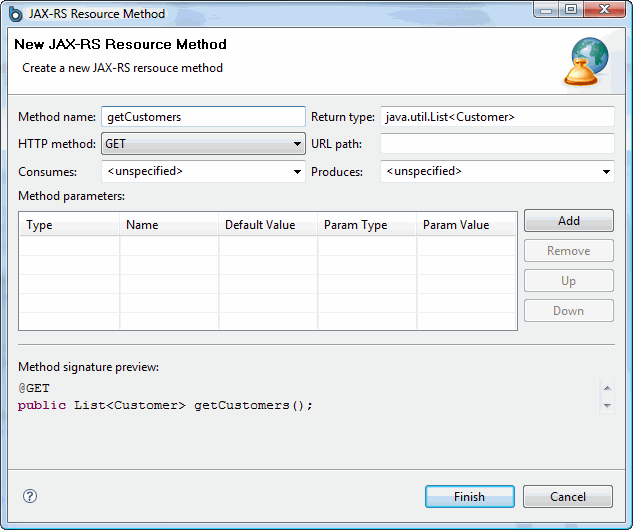 JAX-RS Resource Method
New JAX-RS Resource Method
Create a new JAX-RS rersouce method
Method name: getCustomers Return type: java.util.List<Customer>
HTTP method: GET URL path:
Consumes: <unspecified> Produces: <unspecified>
Method parameters:
Type Name Default Value Param Type Param Value
Add
Remove
Up
Down
Method signature preview:
@GET
public List<Customer> getCustomers();
? Finish Cancel